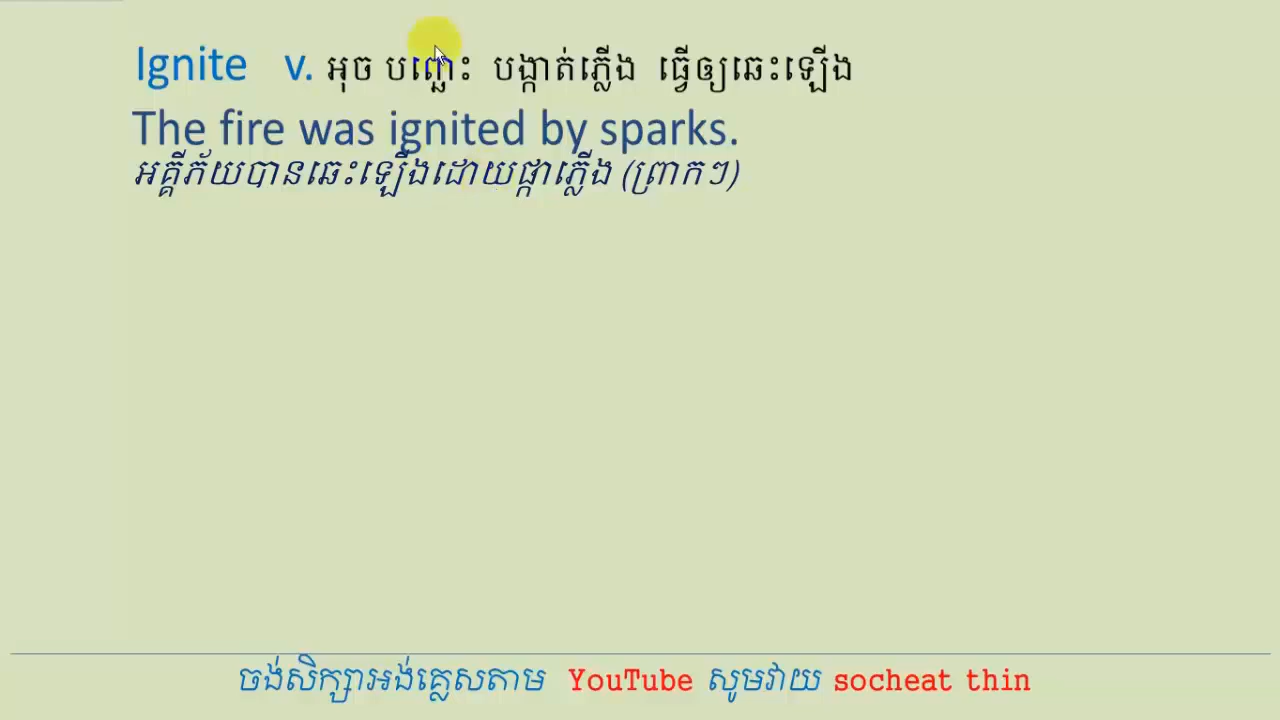 Ignite v. អុច បញ្ឆេះ បង្កាត់ភ្លើង ធ្វើឲ្យឆេះឡើង
The fire was ignited by sparks.
អគ្គីភ័យបានឆេះឡើងដោយផ្កាភ្លើង (ព្រាកៗ)
ចង់សិក្សាអង់គ្លេសតាម YouTube សូមវាយ socheat thin